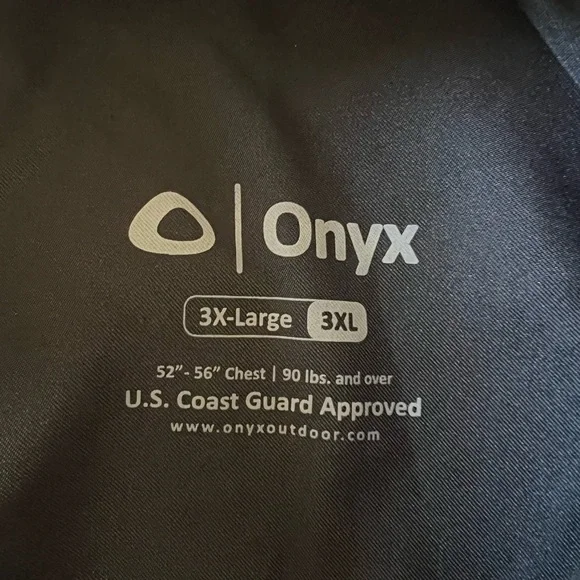 Onyx
3X-Large 3XL
52"- 56" Chest | 90 lbs. and over
U.S. Coast Guard Approved
www.onyxoutdoor.com